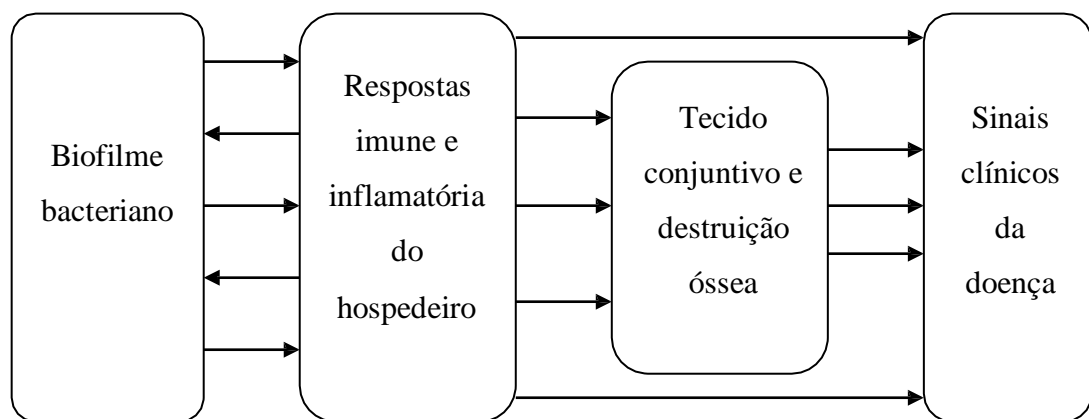 Biofilme
bacteriano
Respostas
imune e
inflamatória
do
hospedeiro
Tecido
conjuntivo e
destruição
óssea
Sinais
clínicos
da
doença